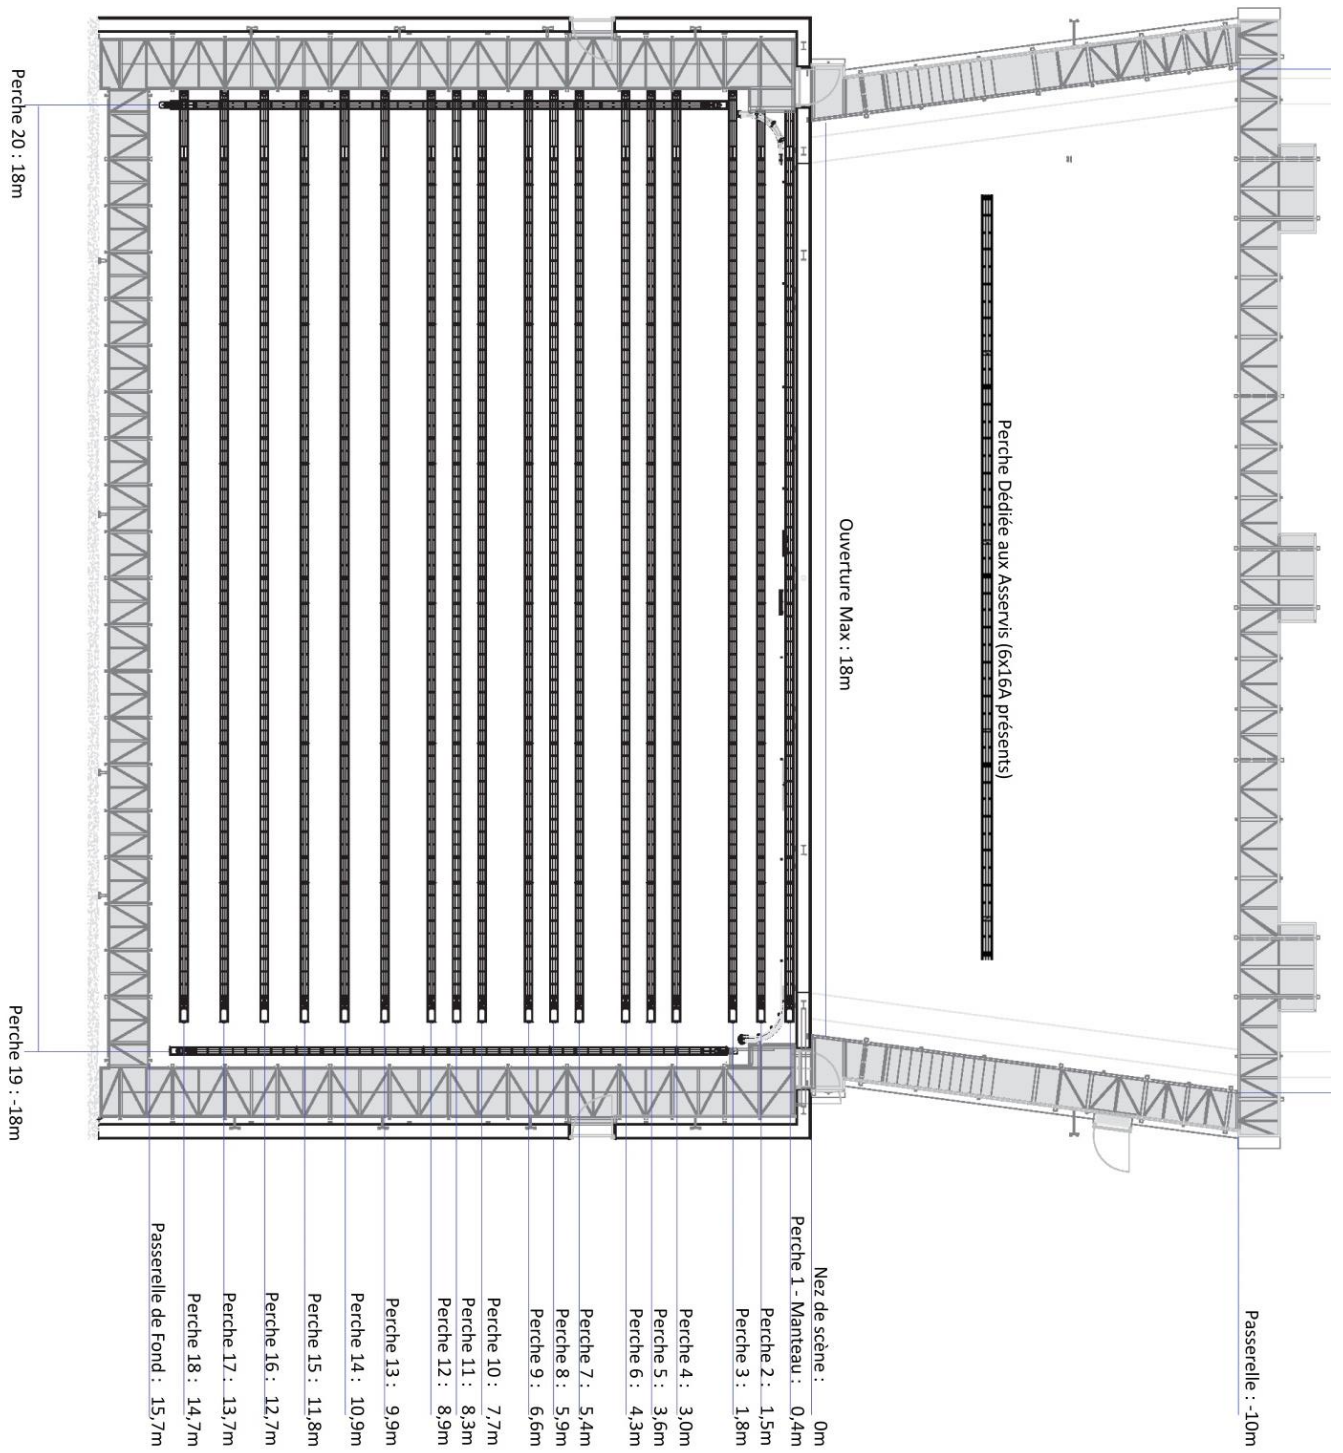 Passerelle : -10m
Perche Dédiée aux Asservis (6x16A présents)
Ouverture Max : 18m
Nez de scène : 0m
Perche 1 - Manteau : 0,4m
Perche 2 : 1,5m
Perche 3 : 1,8m
Perche 4 : 3,0m
Perche 5 : 3,6m
Perche 6 : 4,3m
Perche 7 : 5,4m
Perche 8 : 5,9m
Perche 9 : 6,6m
Perche 10 : 7,7m
Perche 11 : 8,3m
Perche 12 : 8,9m
Perche 13 : 9,9m
Perche 14 : 10,9m
Perche 15 : 11,8m
Perche 16 : 12,7m
Perche 17 : 13,7m
Perche 18 : 14,7m
Passerelle de Fond : 15,7m
Perche 20 : 18m
Perche 19 : -18m